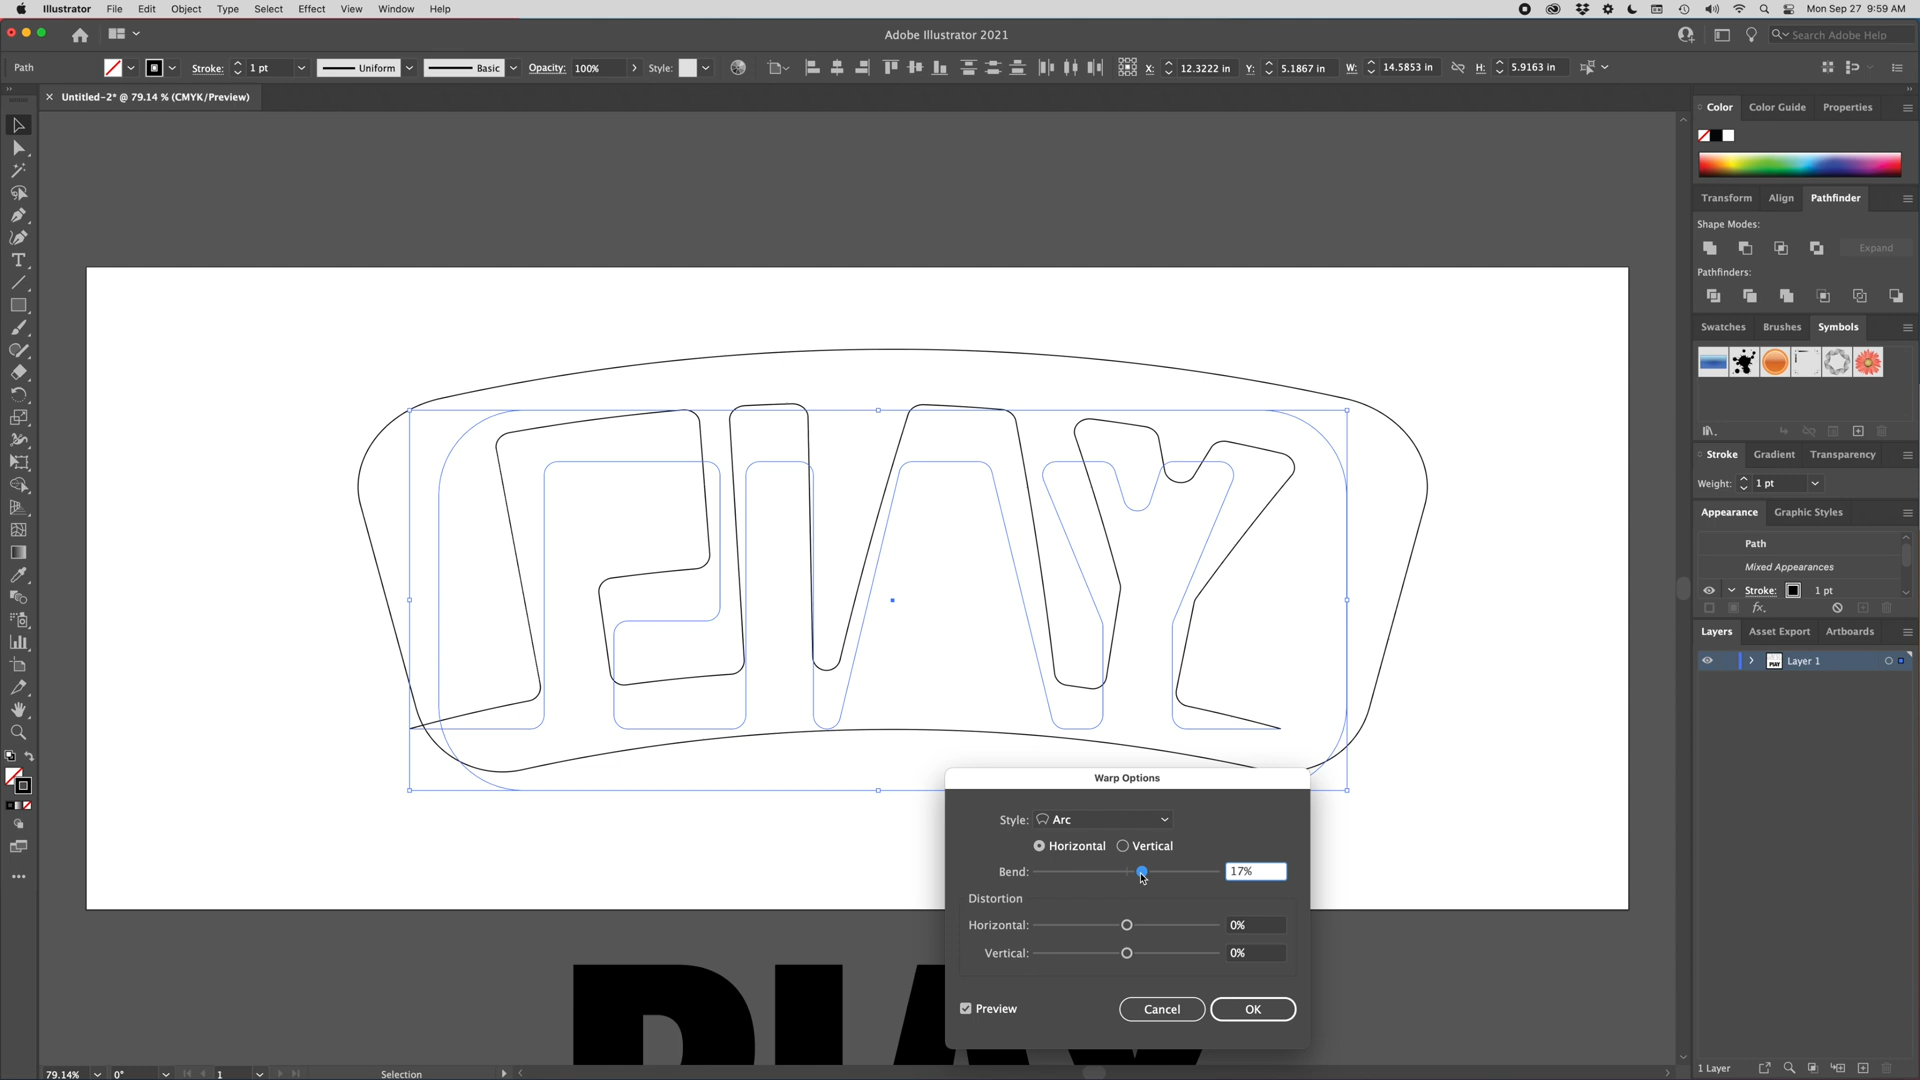 Illustrator File Edit Object Type Select Effect View Window Help Mon Sep 27 9:59 AM
Adobe Illustrator 2021 Search Adobe Help
Path Stroke: 1 pt Uniform Basic Opacity: 100% Style: X: 12.3222 in Y: 5.1867 in W: 14.5853 in H: 5.9163 in
× Untitled-2* @ 79.14 % (CMYK/Preview)
Color Color Guide Properties
Transform Align Pathfinder
Shape Modes:
Expand
Pathfinders:
Swatches Brushes Symbols
Stroke Gradient Transparency
Weight: 1 pt
Appearance Graphic Styles
Path
Mixed Appearances
Stroke: 1 pt
fx
Layers Asset Export Artboards
Layer 1
PLAY
Warp Options
Style: Arc
Horizontal Vertical
Bend: 17%
Distortion
Horizontal: 0%
Vertical: 0%
Preview Cancel OK
PLAY
79.14% 0° 1 Selection
1 Layer